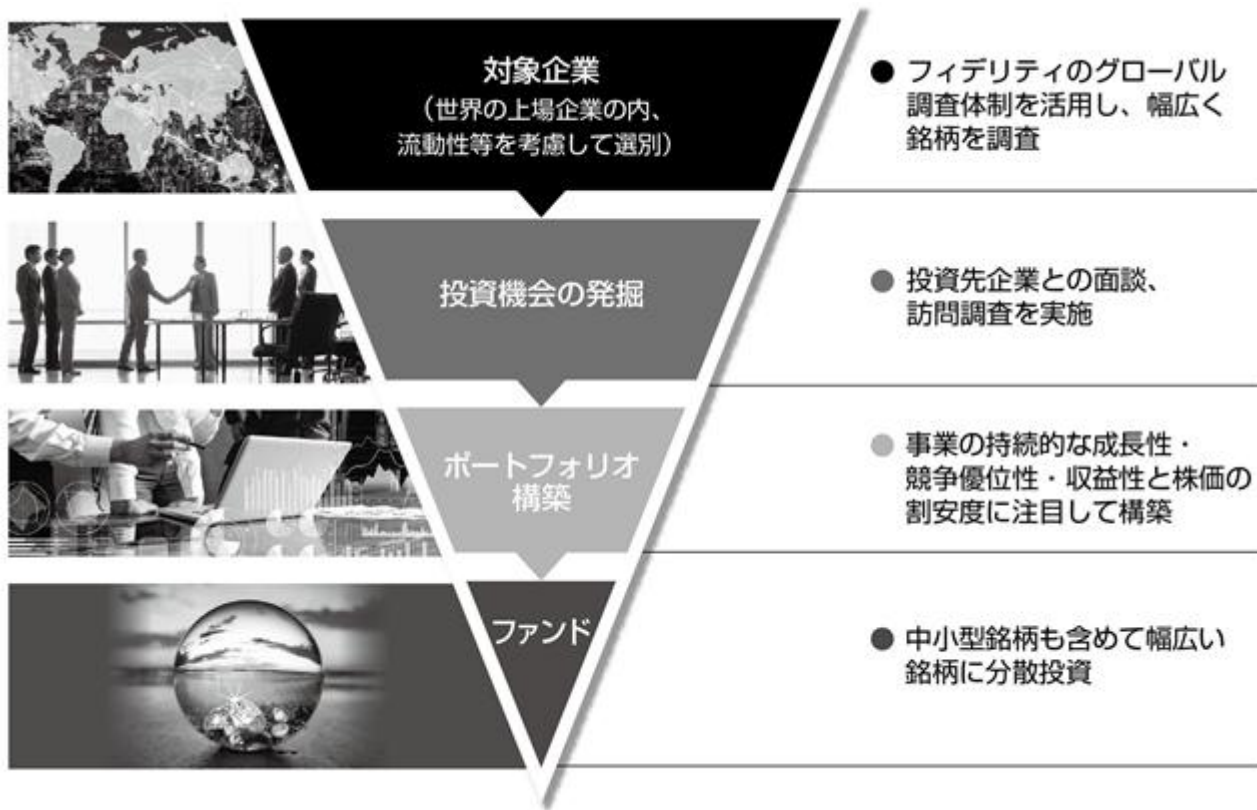 対象企業
（世界の上場企業の内、
流動性等を考慮して選別）
● フィデリティのグローバル
調査体制を活用し、幅広く
銘柄を調査
投資機会の発掘
● 投資先企業との面談、
訪問調査を実施
ポートフォリオ
構築
● 事業の持続的な成長性・
競争優位性・収益性と株価の
割安度に注目して構築
ファンド
● 中小型銘柄も含めて幅広い
銘柄に分散投資